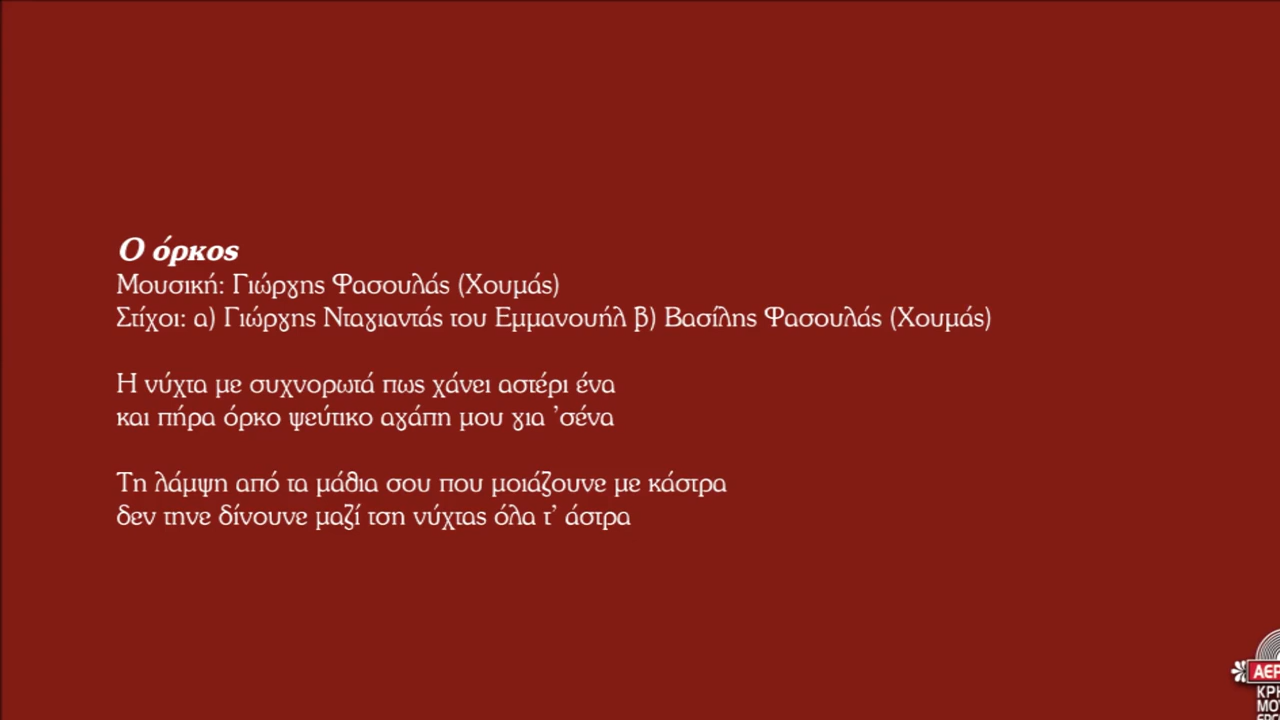 Ο όρκος
Μουσική: Γιώργης Φασουλάς (Χουμάς)
Στίχοι: α) Γιώργης Νταγιαντάς του Εμμανουήλ β) Βασίλης Φασουλάς (Χουμάς)
Η νύχτα με συχνορωτά πως χάνει αστέρι ένα
και πήρα όρκο ψεύτικο αγάπη μου για ’σένα
Τη λάμψη από τα μάθια σου που μοιάζουνε με κάστρα
δεν τηνε δίνουνε μαζί τση νύχτας όλα τ’ άστρα